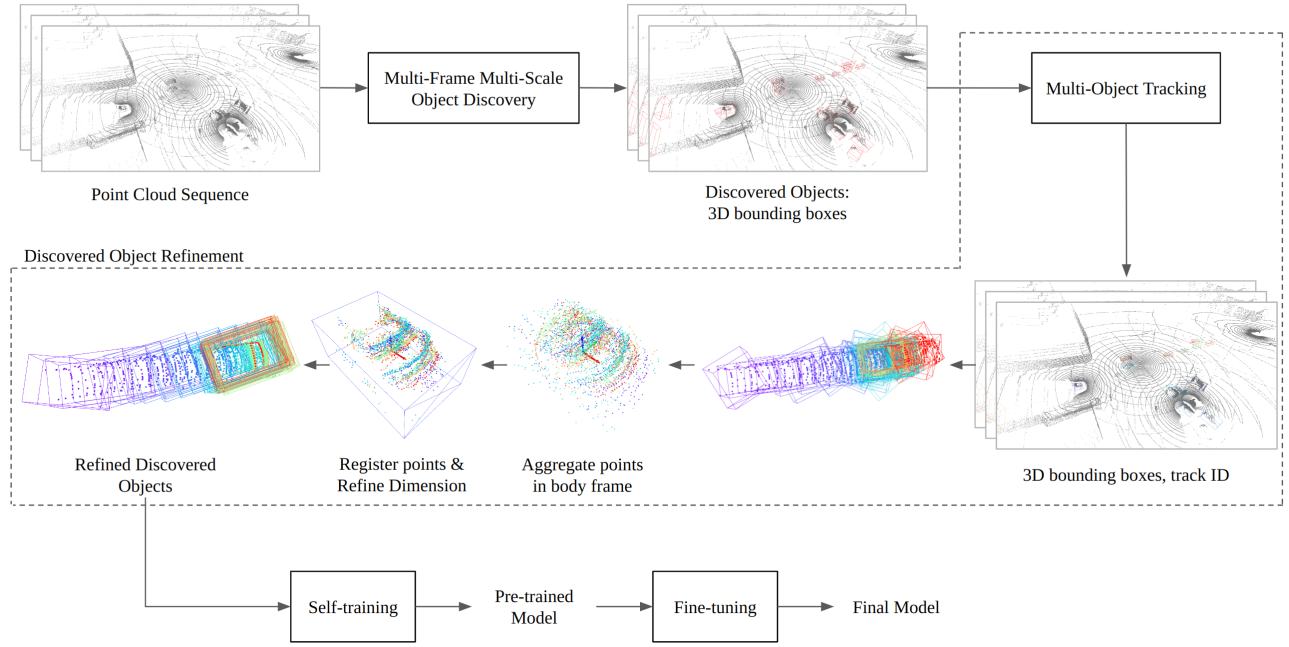 Multi-Frame Multi-Scale
Object Discovery
Multi-Object Tracking
Point Cloud Sequence
Discovered Objects:
3D bounding boxes
Discovered Object Refinement
Refined Discovered
Objects
Register points &
Refine Dimension
Aggregate points
in body frame
3D bounding boxes, track ID
Self-training
Pre-trained
Model
Fine-tuning
Final Model